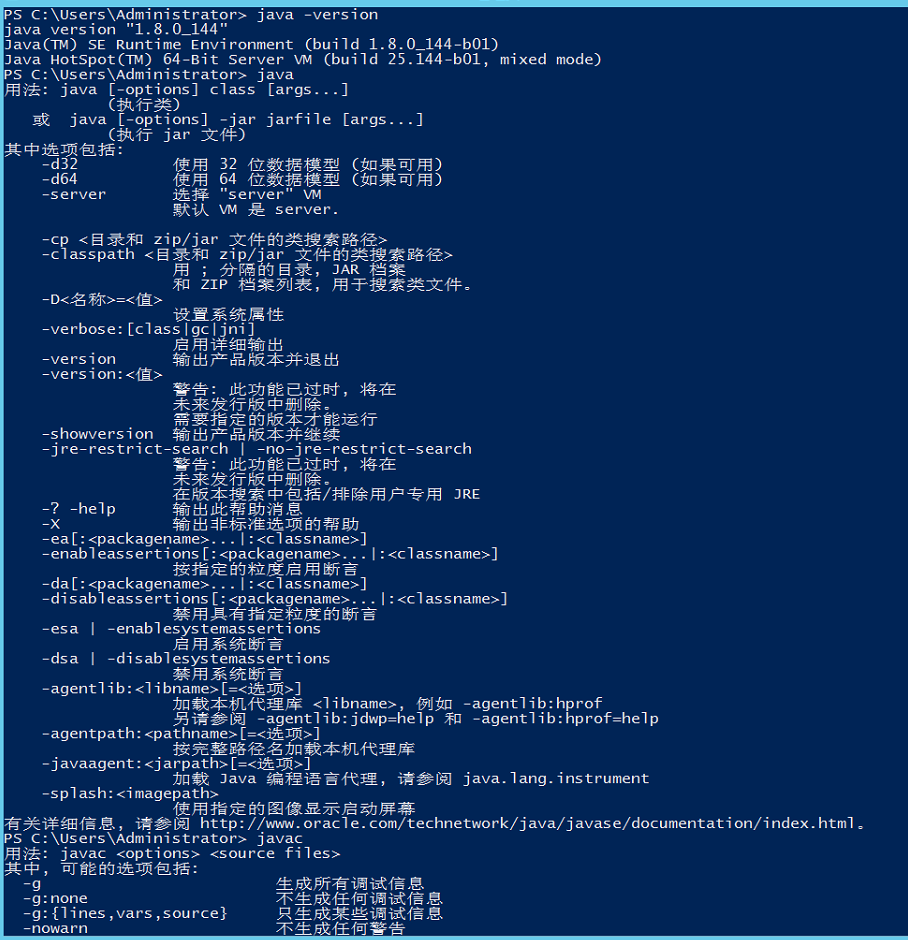 PS C:\Users\Administrator> java -version
java version "1.8.0_144"
Java(TM) SE Runtime Environment (build 1.8.0_144-b01)
Java HotSpot(TM) 64-Bit Server VM (build 25.144-b01, mixed mode)
PS C:\Users\Administrator> java
用法: java [-options] class [args...]
(执行类)
或 java [-options] -jar jarfile [args...]
(执行 jar 文件)
其中选项包括:
-d32 使用 32 位数据模型 (如果可用)
-d64 使用 64 位数据模型 (如果可用)
-server 选择 "server" VM
默认 VM 是 server.
-cp <目录和 zip/jar 文件的类搜索路径>
-classpath <目录和 zip/jar 文件的类搜索路径>
用 ; 分隔的目录, JAR 档案
和 ZIP 档案列表, 用于搜索类文件。
-D<名称>=<值>
设置系统属性
-verbose:[class|gc|jni]
启用详细输出
-version 输出产品版本并退出
-version:<值>
警告: 此功能已过时, 将在
未来发行版中删除。
需要指定的版本才能运行
-showversion 输出产品版本并继续
-jre-restrict-search | -no-jre-restrict-search
警告: 此功能已过时, 将在
未来发行版中删除。
在版本搜索中包括/排除用户专用 JRE
-? -help 输出此帮助消息
-X 输出非标准选项的帮助
-ea[:<packagename>...|:<classname>]
-enableassertions[:<packagename>...|:<classname>]
按指定的粒度启用断言
-da[:<packagename>...|:<classname>]
-disableassertions[:<packagename>...|:<classname>]
禁用具有指定粒度的断言
-esa | -enablesystemassertions
启用系统断言
-dsa | -disablesystemassertions
禁用系统断言
-agentlib:<libname>[=<选项>]
加载本机代理库 <libname>, 例如 -agentlib:hprof
另请参阅 -agentlib:jdwp=help 和 -agentlib:hprof=help
-agentpath:<pathname>[=<选项>]
按完整路径名加载本机代理库
-javaagent:<jarpath>[=<选项>]
加载 Java 编程语言代理, 请参阅 java.lang.instrument
-splash:<imagepath>
使用指定的图像显示启动屏幕
有关详细信息, 请参阅 http://www.oracle.com/technetwork/java/javase/documentation/index.html。
PS C:\Users\Administrator> javac
用法: javac <options> <source files>
其中, 可能的选项包括:
-g 生成所有调试信息
-g:none 不生成任何调试信息
-g:{lines,vars,source} 只生成某些调试信息
-nowarn 不生成任何警告